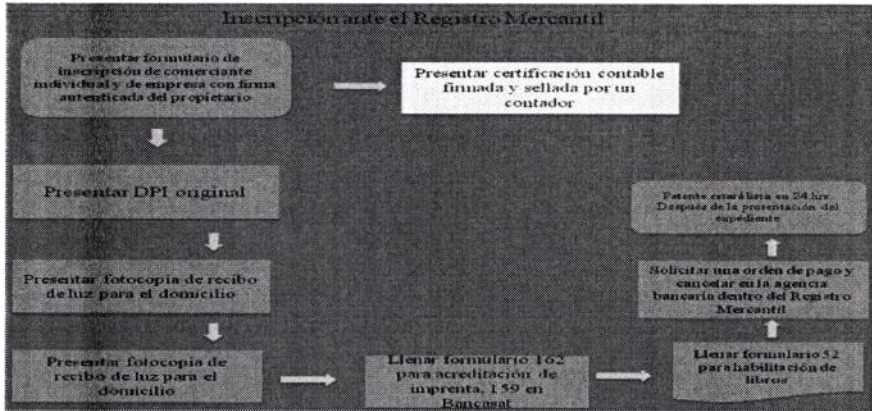 Inscripción ante el Registro Mercantil
Presentar formulario de
inscripción de comerciante
individual y de empresa con firma
autenticada del propietario
Presentar certificación contable
firmada y sellada por un
contador
Presentar DPI original
Presentar fotocopia de recibo
de luz para el domicilio
Presentar fotocopia de
recibo de luz para el
domicilio
Llenar formulario 162
para acreditación de
imprenta, 159 en
Bancasat
Llenar formulario 52
para habilitación de
libros
Solicitar una orden de pago y
cancelar en la agencia
bancaria dentro del Registro
Mercantil
Patente estará lista en 24 hrs.
Después de la presentación del
expediente